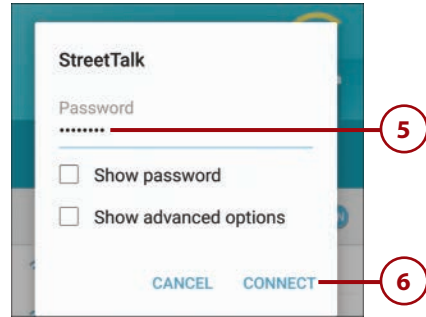 StreetTalk
Password
••••••••
5
Show password
Show advanced options
CANCEL CONNECT
6